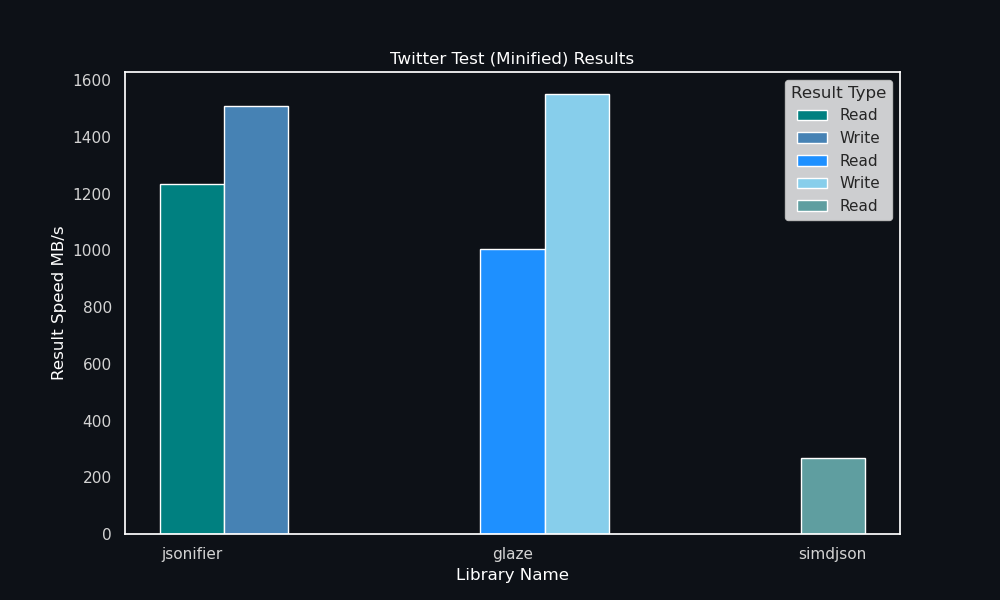 Twitter Test (Minified) Results
Result Speed MB/s
1600
1400
1200
1000
800
600
400
200
0
Result Type
Read
Write
Read
Write
Read
jsonifier
glaze
simdjson
Library Name